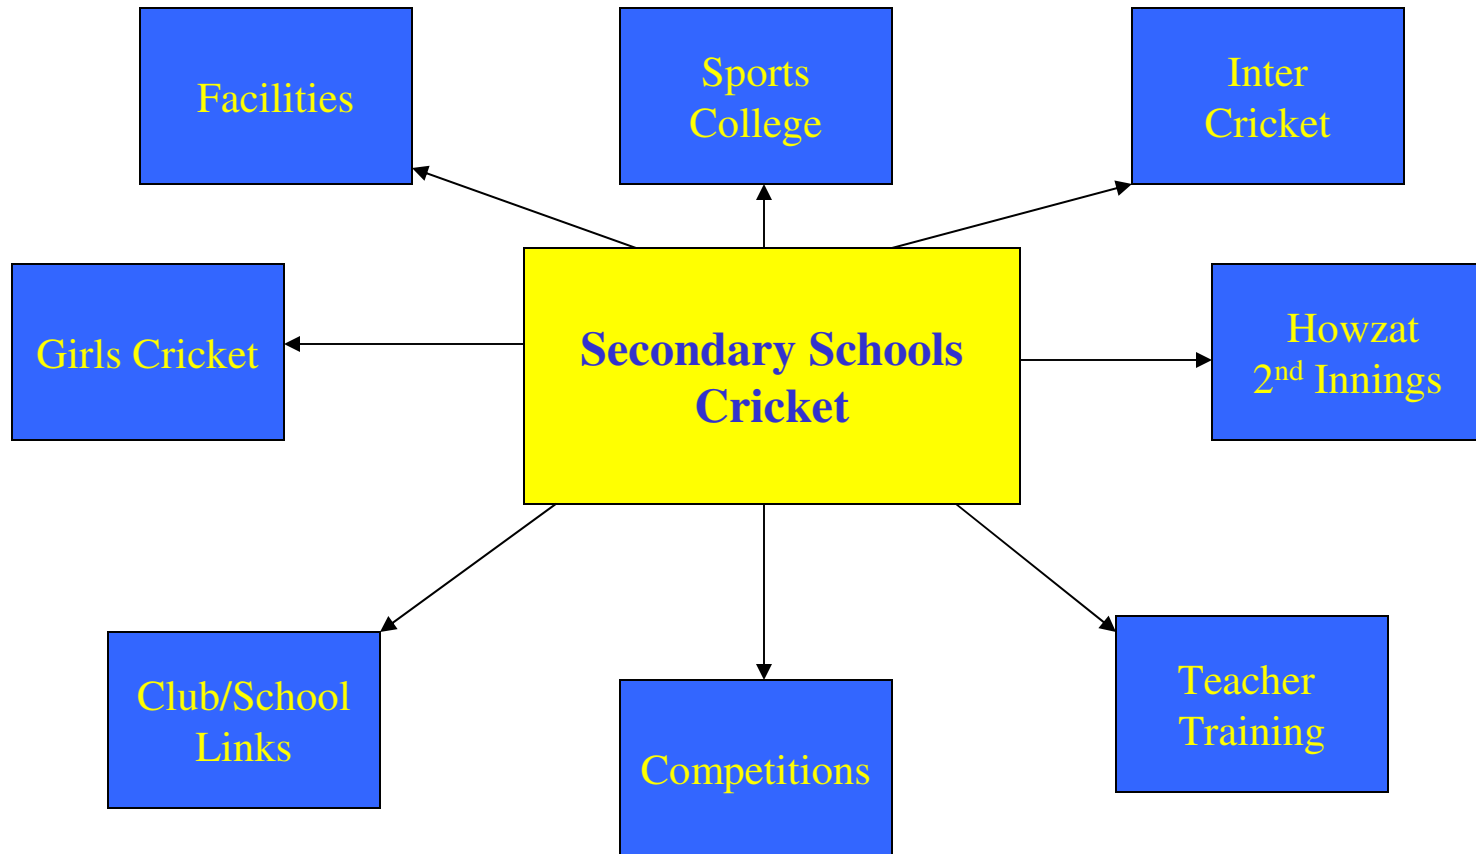 Facilities
Sports
College
Inter
Cricket
Girls Cricket
Secondary Schools
Cricket
Howzat
2nd Innings
Club/School
Links
Competitions
Teacher
Training